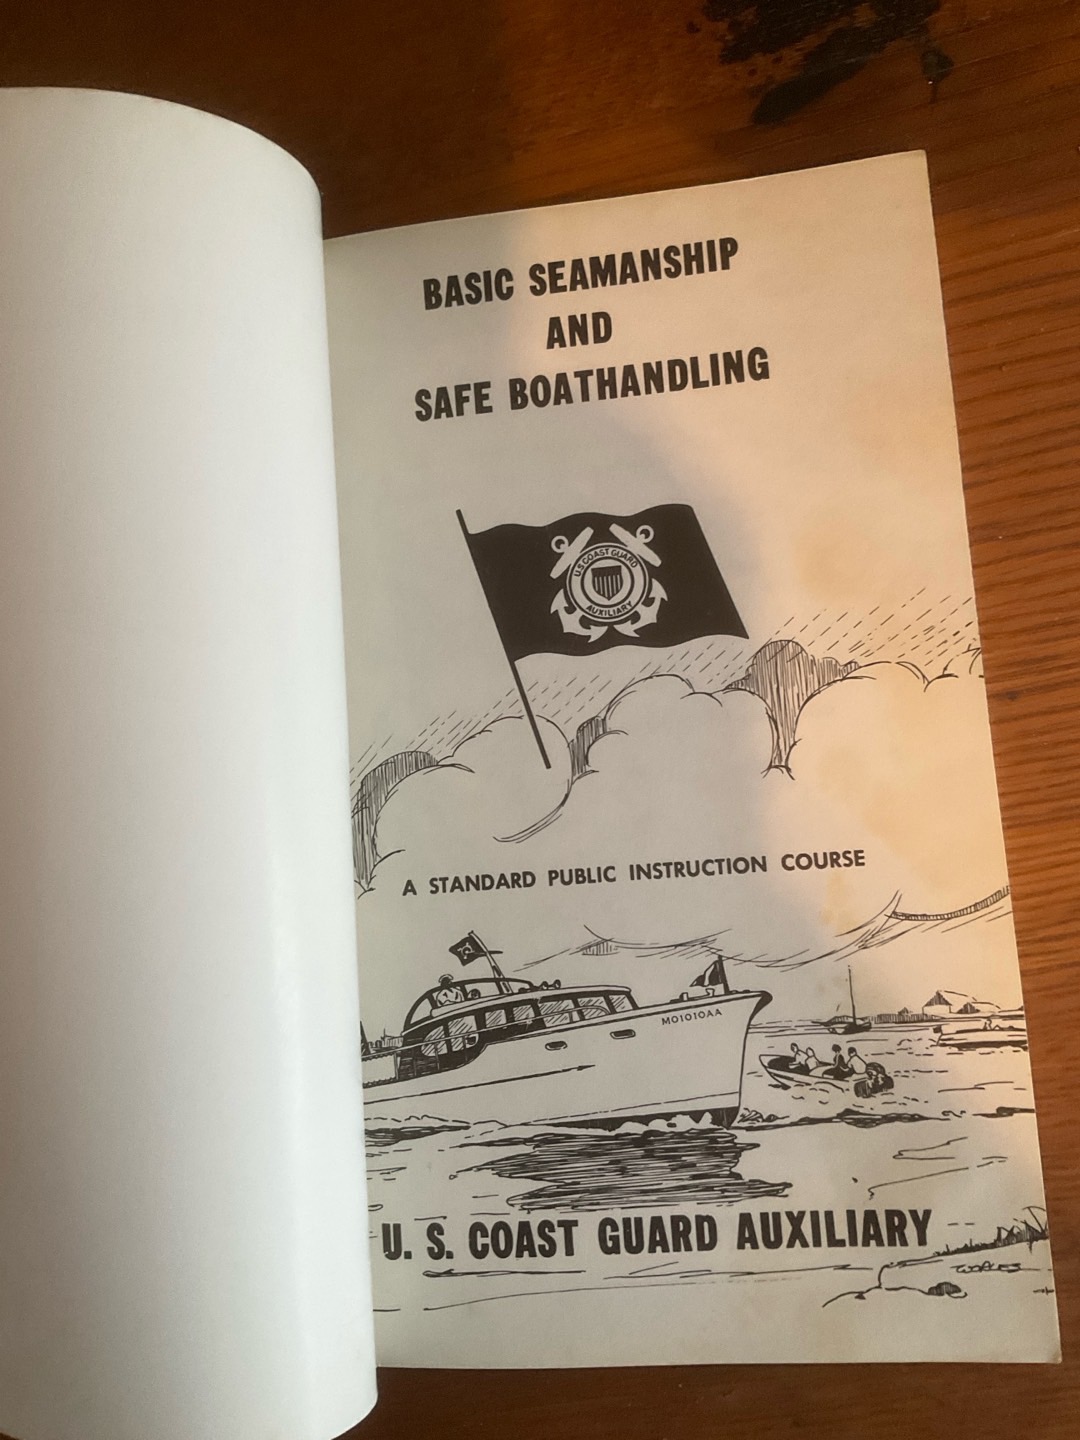 BASIC SEAMANSHIP
AND
SAFE BOATHANDLING
U.S. COAST GUARD
AUXILIARY
A STANDARD PUBLIC INSTRUCTION COURSE
MO1010AA
U. S. COAST GUARD AUXILIARY